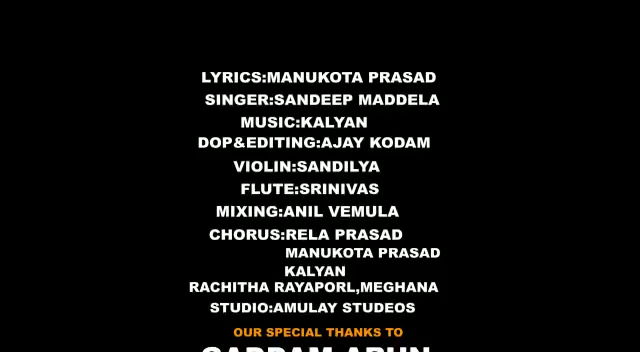 LYRICS:MANUKOTA PRASAD
SINGER:SANDEEP MADDELA
MUSIC:KALYAN
DOP&EDITING:AJAY KODAM
VIOLIN:SANDILYA
FLUTE:SRINIVAS
MIXING:ANIL VEMULA
CHORUS:RELA PRASAD
MANUKOTA PRASAD
KALYAN
RACHITHA RAYAPORL,MEGHANA
STUDIO:AMULAY STUDEOS
OUR SPECIAL THANKS TO